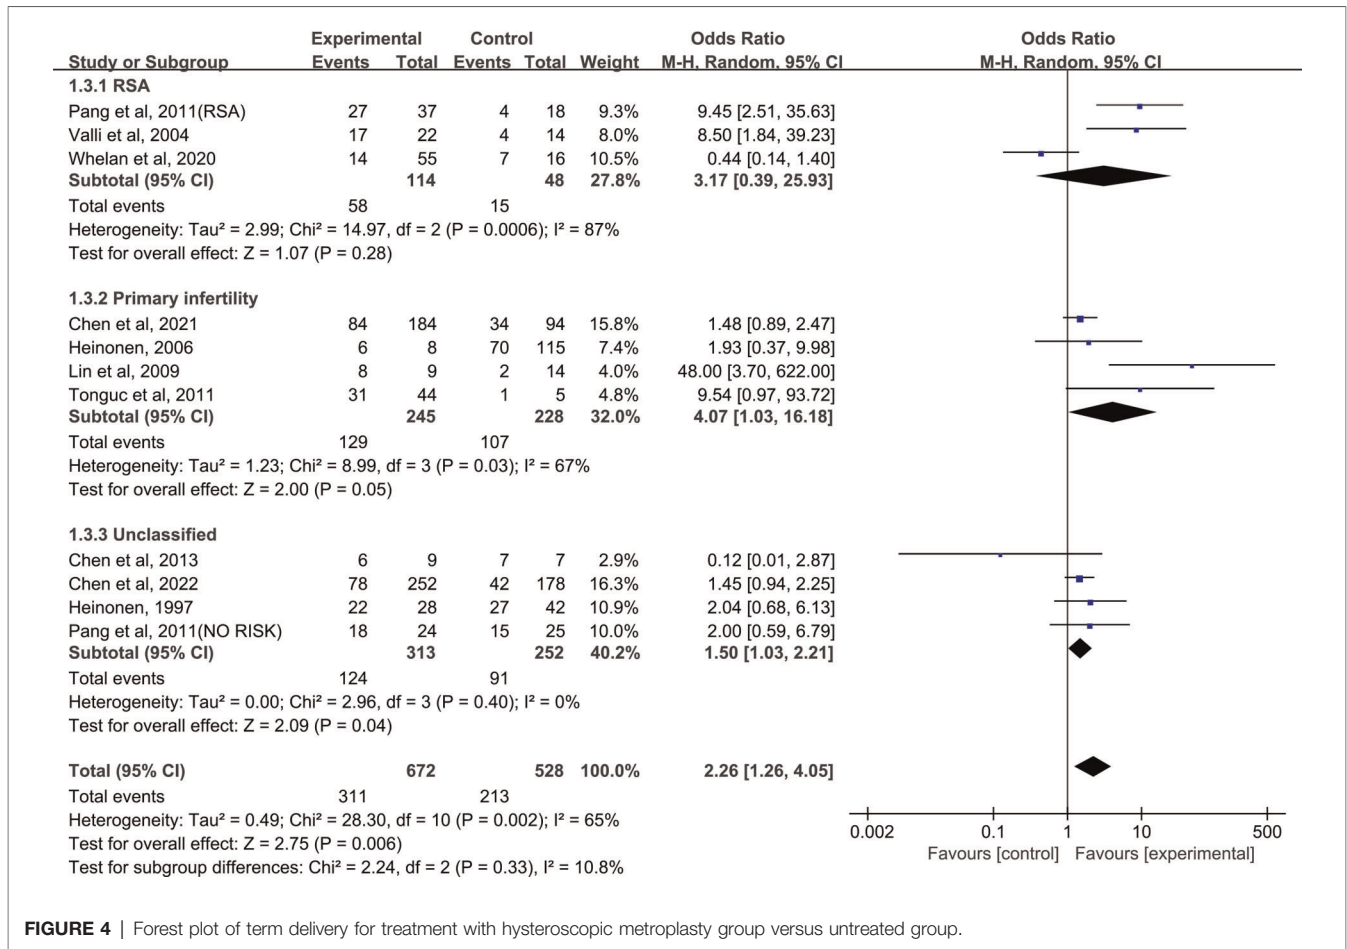 Experimental Control Odds Ratio Odds Ratio
Study or Subgroup Events Total Events Total Weight M-H, Random, 95% CI M-H, Random, 95% CI
1.3.1 RSA
Pang et al, 2011(RSA) 27 37 4 18 9.3% 9.45 [2.51, 35.63]
Valli et al, 2004 17 22 4 14 8.0% 8.50 [1.84, 39.23]
Whelan et al, 2020 14 55 7 16 10.5% 0.44 [0.14, 1.40]
Subtotal (95% CI) 114 48 27.8% 3.17 [0.39, 25.93]
Total events 58 15
Heterogeneity: Tau² = 2.99; Chi² = 14.97, df = 2 (P = 0.0006); I² = 87%
Test for overall effect: Z = 1.07 (P = 0.28)
1.3.2 Primary infertility
Chen et al, 2021 84 184 34 94 15.8% 1.48 [0.89, 2.47]
Heinonen, 2006 6 8 70 115 7.4% 1.93 [0.37, 9.98]
Lin et al, 2009 8 9 2 14 4.0% 48.00 [3.70, 622.00]
Tonguc et al, 2011 31 44 1 5 4.8% 9.54 [0.97, 93.72]
Subtotal (95% CI) 245 228 32.0% 4.07 [1.03, 16.18]
Total events 129 107
Heterogeneity: Tau² = 1.23; Chi² = 8.99, df = 3 (P = 0.03); I² = 67%
Test for overall effect: Z = 2.00 (P = 0.05)
1.3.3 Unclassified
Chen et al, 2013 6 9 7 7 2.9% 0.12 [0.01, 2.87]
Chen et al, 2022 78 252 42 178 16.3% 1.45 [0.94, 2.25]
Heinonen, 1997 22 28 27 42 10.9% 2.04 [0.68, 6.13]
Pang et al, 2011(NO RISK) 18 24 15 25 10.0% 2.00 [0.59, 6.79]
Subtotal (95% CI) 313 252 40.2% 1.50 [1.03, 2.21]
Total events 124 91
Heterogeneity: Tau² = 0.00; Chi² = 2.96, df = 3 (P = 0.40); I² = 0%
Test for overall effect: Z = 2.09 (P = 0.04)
Total (95% CI) 672 528 100.0% 2.26 [1.26, 4.05]
Total events 311 213
Heterogeneity: Tau² = 0.49; Chi² = 28.30, df = 10 (P = 0.002); I² = 65%
Test for overall effect: Z = 2.75 (P = 0.006)
Test for subgroup differences: Chi² = 2.24, df = 2 (P = 0.33), I² = 10.8%
0.002 0.1 1 10 500
Favours [control] Favours [experimental]
FIGURE 4 | Forest plot of term delivery for treatment with hysteroscopic metroplasty group versus untreated group.